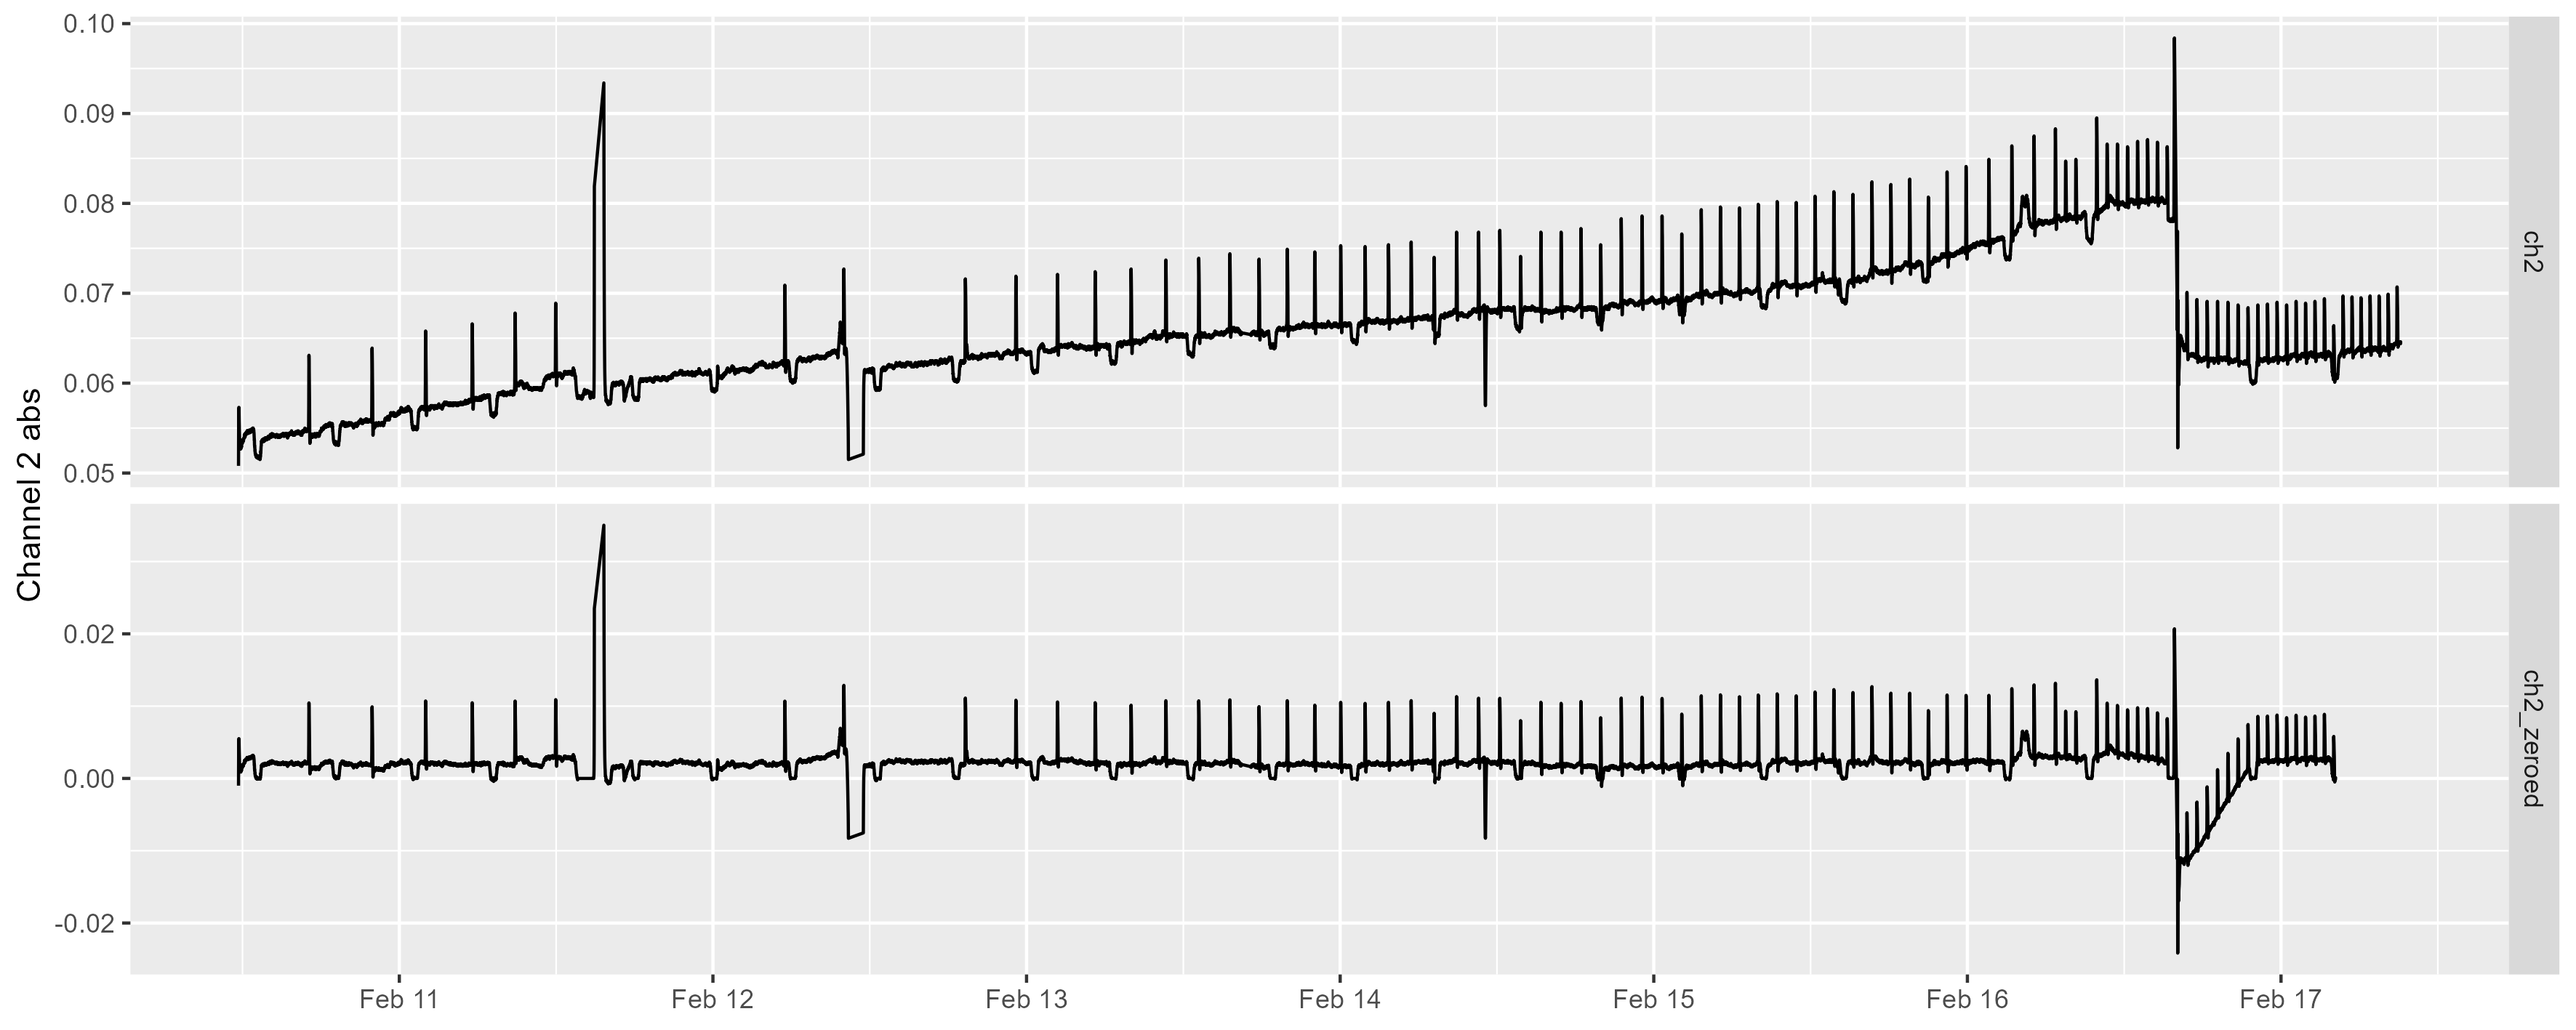 Channel 2 abs
0.10
0.09
0.08
0.07
0.06
0.05
ch2
0.02
0.00
-0.02
ch2_zeroed
Feb 11
Feb 12
Feb 13
Feb 14
Feb 15
Feb 16
Feb 17